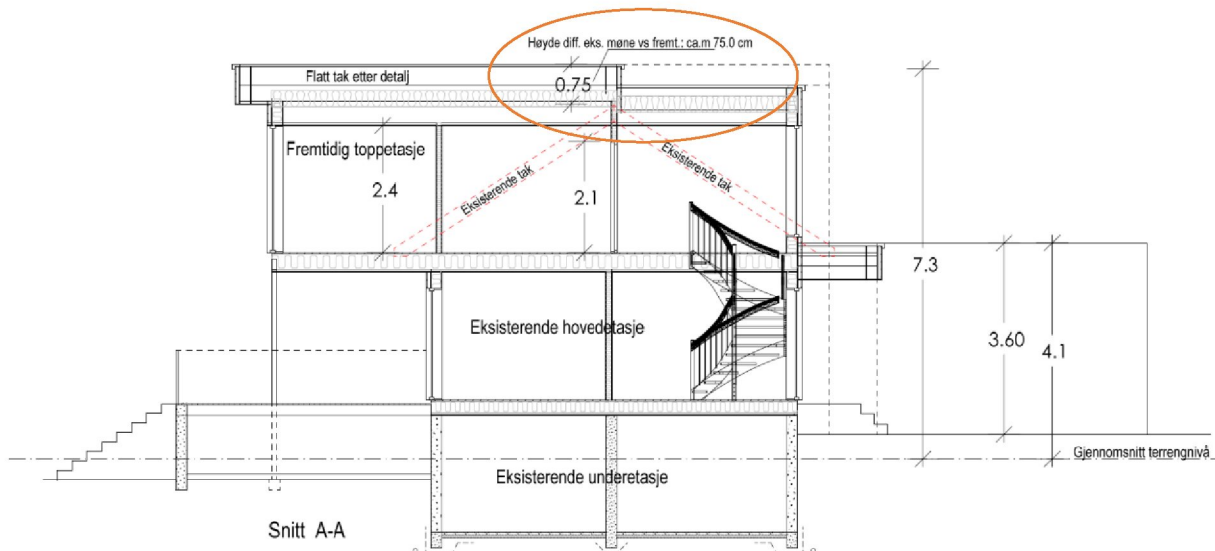 Høyde diff. eks. møne vs fremt.: ca.m 75.0 cm
Flatt tak etter detalj
0.75
Fremtidig toppetasje
Eksisterende tak
Eksisterende tak
2.4
2.1
7.3
Eksisterende hovedetasje
3.60
4.1
Gjennomsnitt terrengnivå
Eksisterende underetasje
Snitt A-A